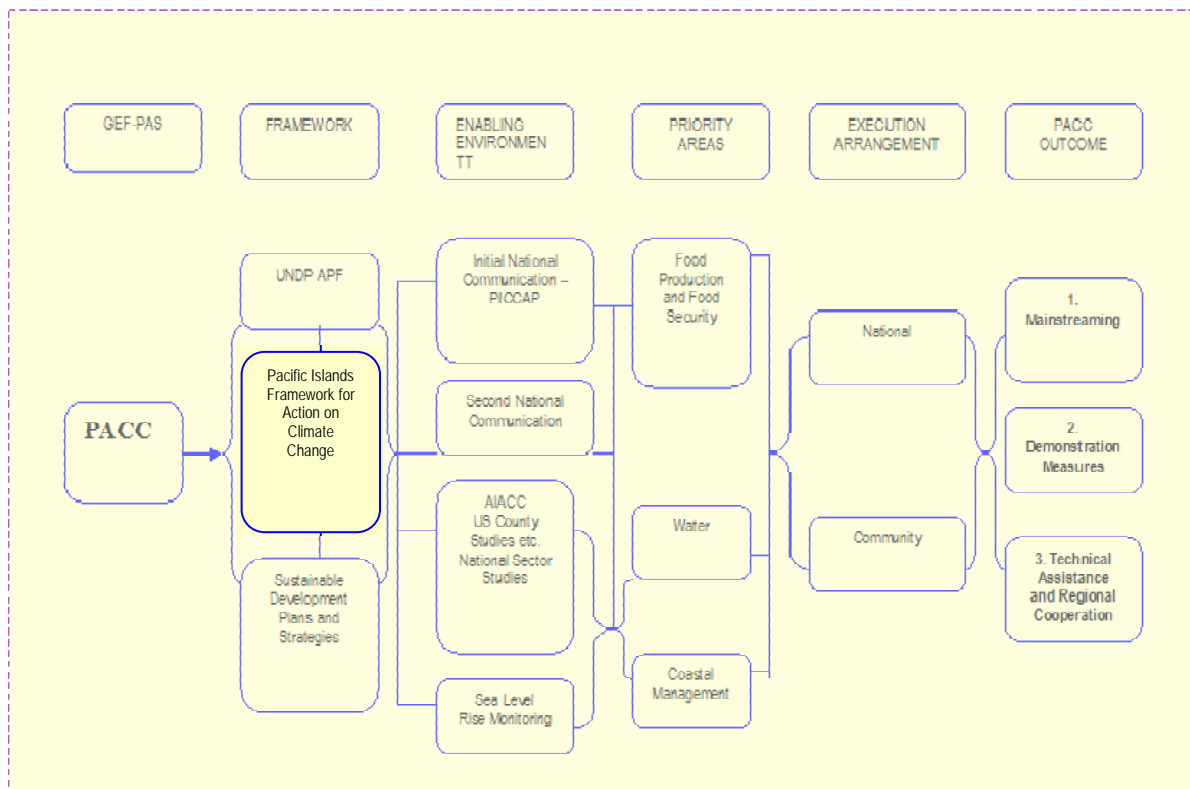 GEF-PAS
FRAMEWORK
ENABLING
ENVIRONMEN
TT
PRIORITY
AREAS
EXECUTION
ARRANGEMENT
PACC
OUTCOME
PACC
UNDP APF
Pacific Islands
Framework for
Action on
Climate
Change
Sustainable
Development
Plans and
Strategies
Initial National
Communication –
PICCAP
Second National
Communication
AIACC
US County
Studies etc.
National Sector
Studies
Sea Level
Rise Monitoring
Food
Production
and Food
Security
Water
Coastal
Management
National
Community
1.
Mainstreaming
2.
Demonstration
Measures
3. Technical
Assistance
and Regional
Cooperation